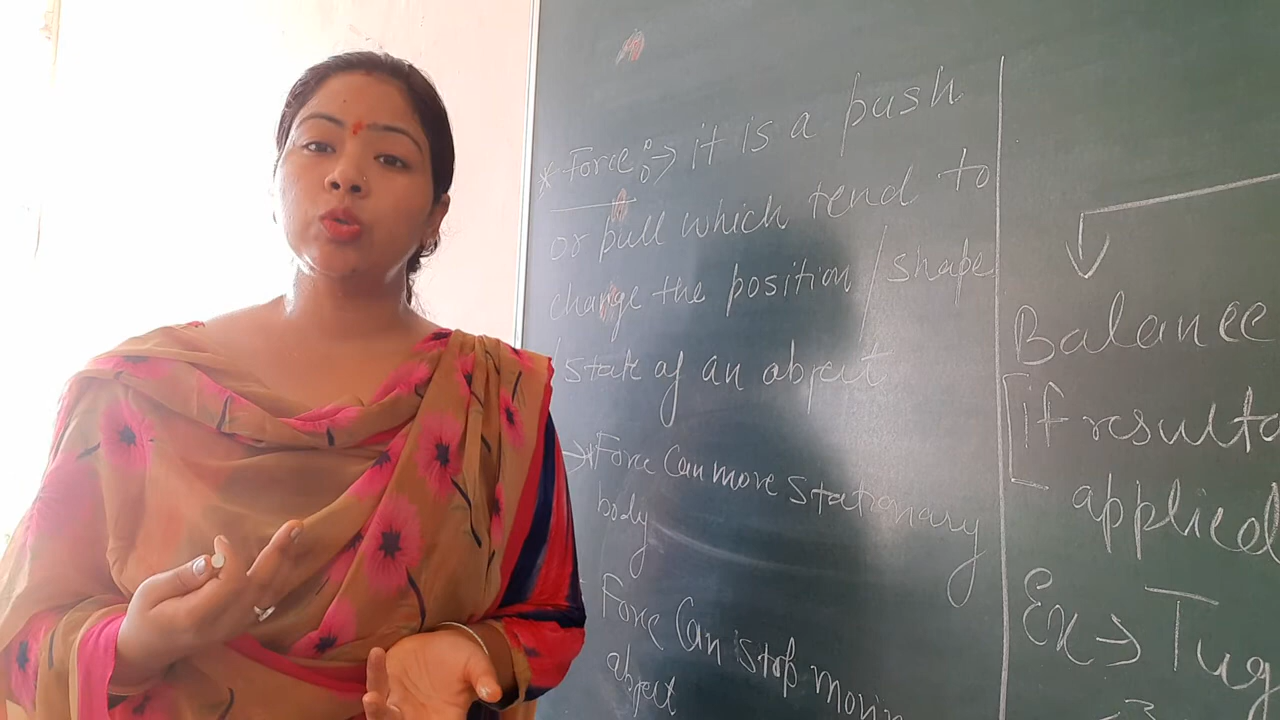 * Force :→ it is a push
or pull which tend to
change the position / shape
/ State of an object
→* Force Can move Stationary
body
Force Can stop movin
object
Balance
If resulta
applied
Ex → Tug